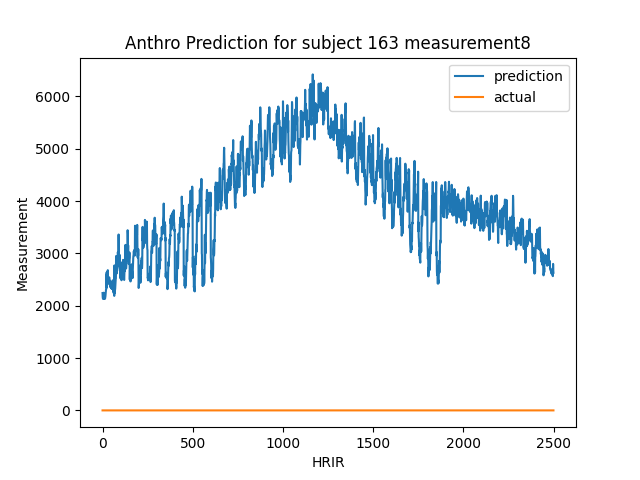 Anthro Prediction for subject 163 measurement8
prediction
actual
6000
5000
4000
3000
2000
1000
0
Measurement
0 500 1000 1500 2000 2500
HRIR